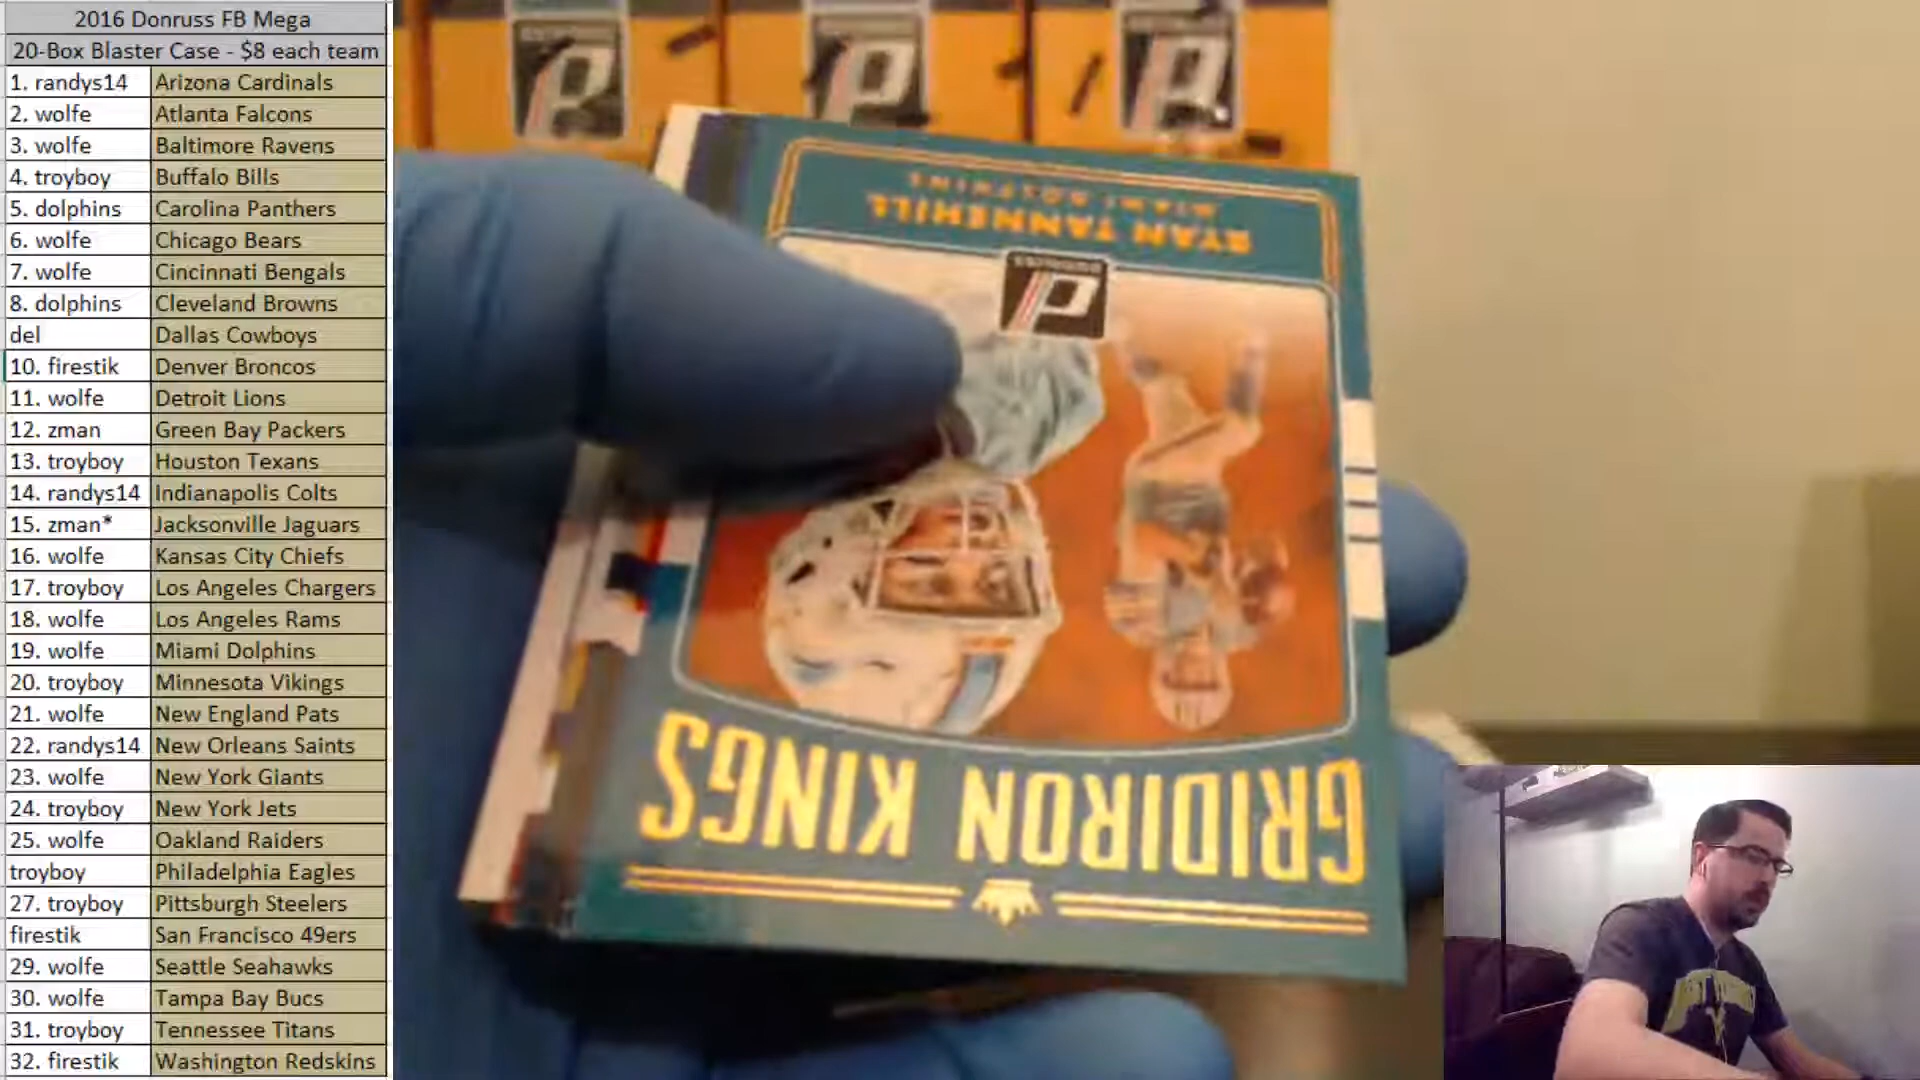 2016 Donruss FB Mega
20-Box Blaster Case - $8 each team
1. randys14 Arizona Cardinals
2. wolfe Atlanta Falcons
3. wolfe Baltimore Ravens
4. troyboy Buffalo Bills
5. dolphins Carolina Panthers
6. wolfe Chicago Bears
7. wolfe Cincinnati Bengals
8. dolphins Cleveland Browns
del Dallas Cowboys
10. firestik Denver Broncos
11. wolfe Detroit Lions
12. zman Green Bay Packers
13. troyboy Houston Texans
14. randys14 Indianapolis Colts
15. zman* Jacksonville Jaguars
16. wolfe Kansas City Chiefs
17. troyboy Los Angeles Chargers
18. wolfe Los Angeles Rams
19. wolfe Miami Dolphins
20. troyboy Minnesota Vikings
21. wolfe New England Pats
22. randys14 New Orleans Saints
23. wolfe New York Giants
24. troyboy New York Jets
25. wolfe Oakland Raiders
troyboy Philadelphia Eagles
27. troyboy Pittsburgh Steelers
firestik San Francisco 49ers
29. wolfe Seattle Seahawks
30. wolfe Tampa Bay Bucs
31. troyboy Tennessee Titans
32. firestik Washington Redskins
GRIDIRON KINGS
DONRUSS
RYAN TANNEHILL
MIAMI DOLPHINS